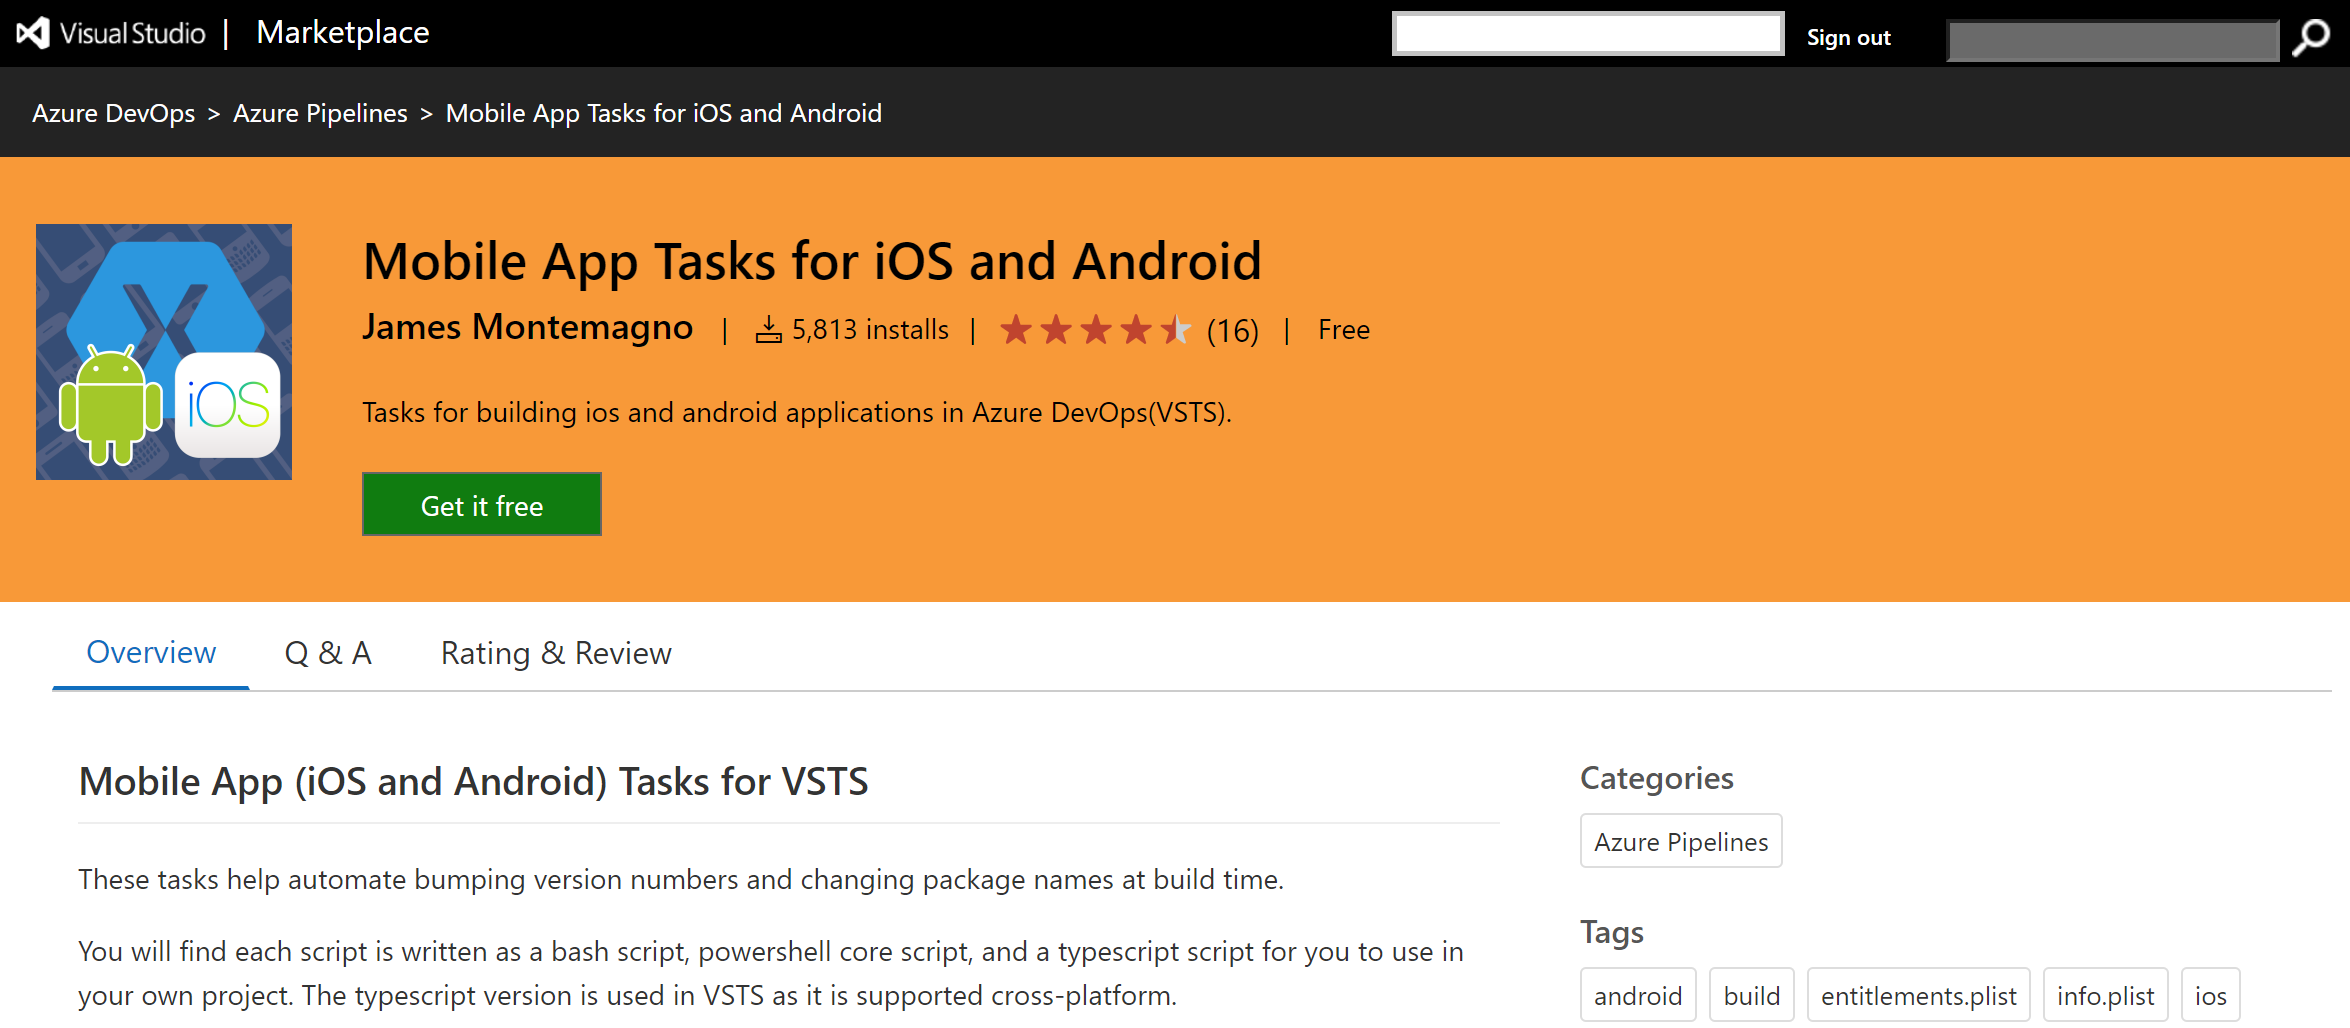 Visual Studio | Marketplace
Sign out
Azure DevOps > Azure Pipelines > Mobile App Tasks for iOS and Android
iOS
Mobile App Tasks for iOS and Android
James Montemagno | 5,813 installs | (16) | Free
Tasks for building ios and android applications in Azure DevOps(VSTS).
Get it free
Overview Q & A Rating & Review
Mobile App (iOS and Android) Tasks for VSTS
These tasks help automate bumping version numbers and changing package names at build time.
You will find each script is written as a bash script, powershell core script, and a typescript script for you to use in
your own project. The typescript version is used in VSTS as it is supported cross-platform.
Categories
Azure Pipelines
Tags
android build entitlements.plist info.plist ios